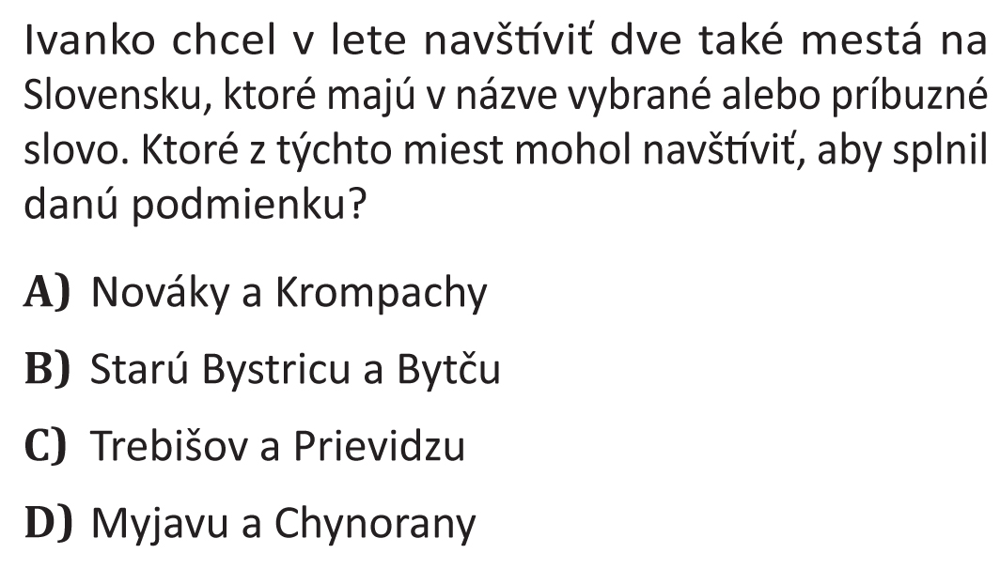 Ivanko chcel v lete navštíviť dve také mestá na
Slovensku, ktoré majú v názve vybrané alebo príbuzné
slovo. Ktoré z týchto miest mohol navštíviť, aby splnil
danú podmienku?
A) Nováky a Krompachy
B) Starú Bystricu a Bytču
C) Trebišov a Prievidzu
D) Myjavu a Chynorany